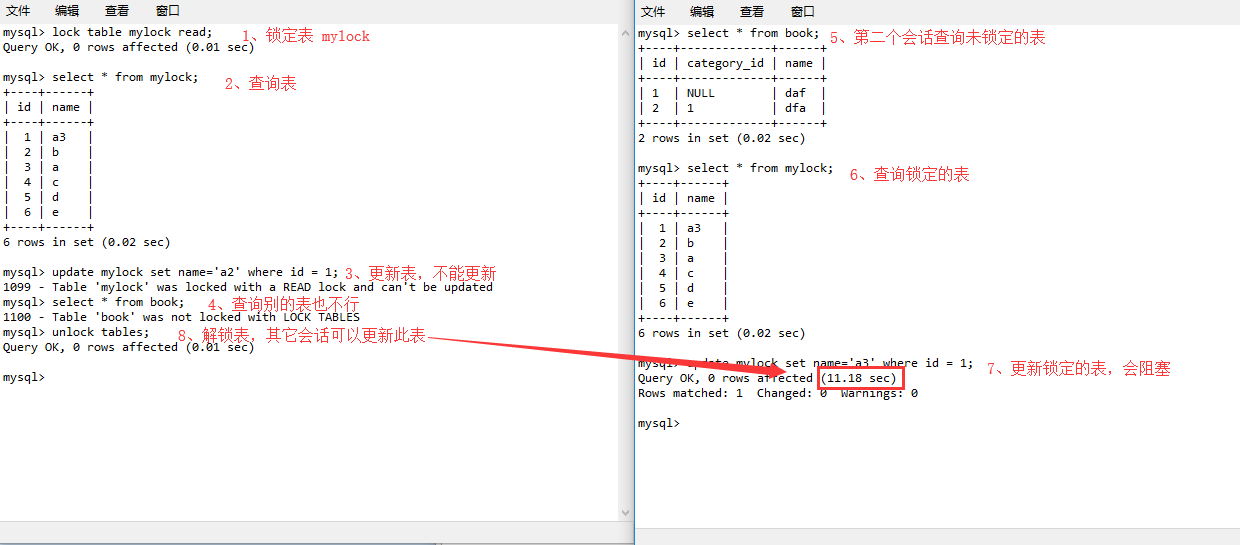 文件 编辑 查看 窗口
mysql> lock table mylock read;
1、锁定表 mylock
Query OK, 0 rows affected (0.01 sec)
mysql> select * from mylock;
2、查询表
+----+------+
| id | name |
+----+------+
|  1 | a3   |
|  2 | b    |
|  3 | a    |
|  4 | c    |
|  5 | d    |
|  6 | e    |
+----+------+
6 rows in set (0.02 sec)
mysql> update mylock set name='a2' where id = 1;
3、更新表，不能更新
1099 - Table 'mylock' was locked with a READ lock and can't be updated
mysql> select * from book;
4、查询别的表也不行
1100 - Table 'book' was not locked with LOCK TABLES
mysql> unlock tables;
8、解锁表，其它会话可以更新此表
Query OK, 0 rows affected (0.01 sec)
mysql>
文件 编辑 查看 窗口
mysql> select * from book;
5、第二个会话查询未锁定的表
+----+-------------+------+
| id | category_id | name |
+----+-------------+------+
| 1  | NULL        | daf  |
| 2  | 1           | dfa  |
+----+-------------+------+
2 rows in set (0.02 sec)
mysql> select * from mylock;
6、查询锁定的表
+----+------+
| id | name |
+----+------+
|  1 | a3   |
|  2 | b    |
|  3 | a    |
|  4 | c    |
|  5 | d    |
|  6 | e    |
+----+------+
6 rows in set (0.02 sec)
mysql> update mylock set name='a3' where id = 1;
7、更新锁定的表，会阻塞
Query OK, 0 rows affected (11.18 sec)
Rows matched: 1  Changed: 0  Warnings: 0
mysql>